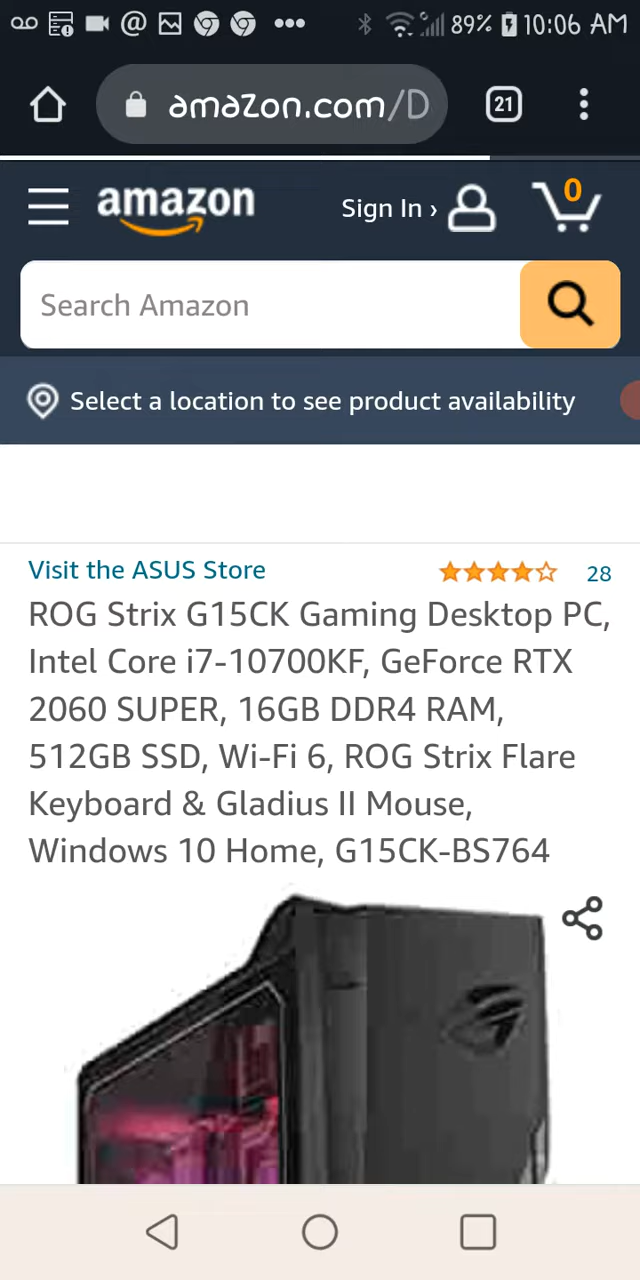 89% 10:06 AM
amazon.com/D 21
amazon Sign In › 0
Search Amazon
Select a location to see product availability
Visit the ASUS Store 28
ROG Strix G15CK Gaming Desktop PC,
Intel Core i7-10700KF, GeForce RTX
2060 SUPER, 16GB DDR4 RAM,
512GB SSD, Wi-Fi 6, ROG Strix Flare
Keyboard & Gladius II Mouse,
Windows 10 Home, G15CK-BS764